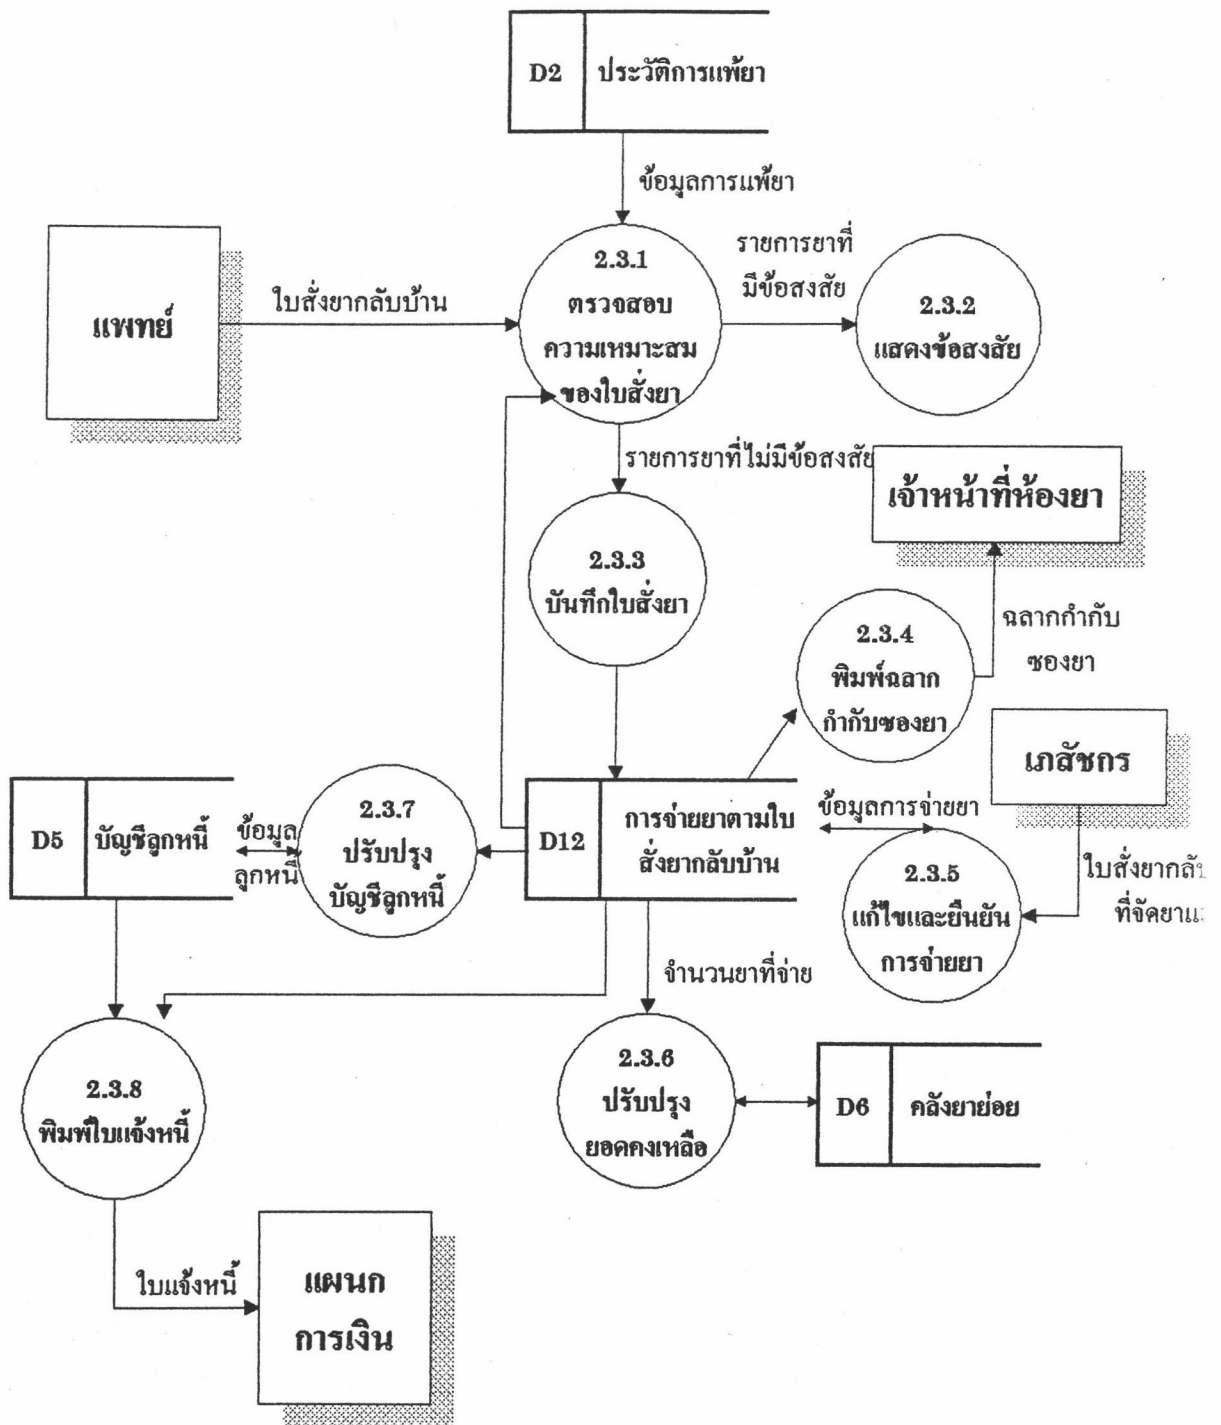 D2
ประวัติการแพ้ยา
ข้อมูลการแพ้ยา
แพทย์
ใบสั่งยากลับบ้าน
2.3.1
ตรวจสอบ
ความเหมาะสม
ของใบสั่งยา
รายการยาที่
มีข้อสงสัย
2.3.2
แสดงข้อสงสัย
รายการยาที่ไม่มีข้อสงสัย
เจ้าหน้าที่ห้องยา
2.3.3
บันทึกใบสั่งยา
2.3.4
พิมพ์ฉลาก
กำกับซองยา
ฉลากกำกับ
ซองยา
เภสัชกร
D5
บัญชีลูกหนี้
ข้อมูล
ลูกหนี้
2.3.7
ปรับปรุง
บัญชีลูกหนี้
D12
การจ่ายยาตามใบ
สั่งยากลับบ้าน
ข้อมูลการจ่ายยา
2.3.5
แก้ไขและยืนยัน
การจ่ายยา
ที่จัดยา
จำนวนยาที่จ่าย
2.3.6
ปรับปรุง
ยอดคงเหลือ
D6
คลังยาย่อย
2.3.8
พิมพ์ใบแจ้งหนี้
ใบแจ้งหนี้
แผนก
การเงิน